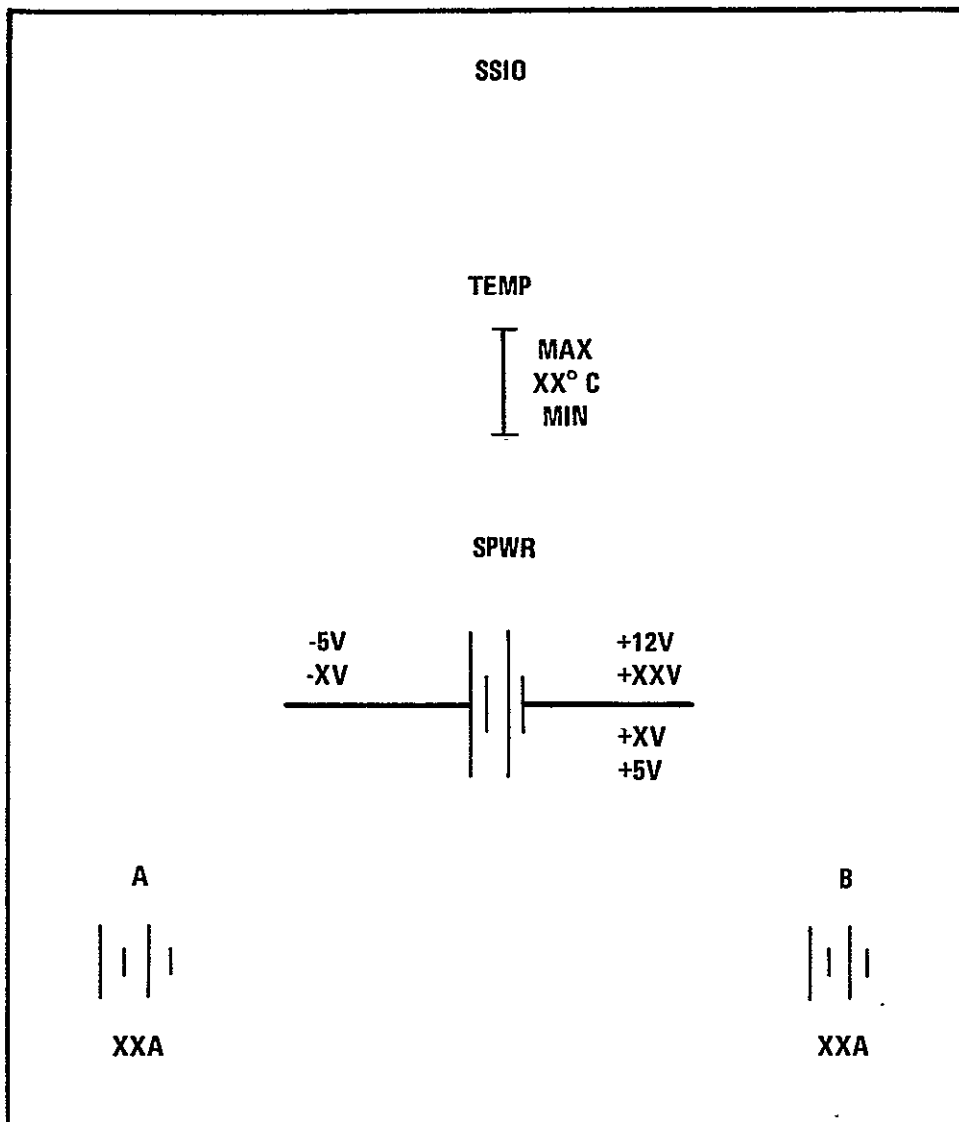 SSIO
TEMP
MAX
XX° C
MIN
SPWR
-5V
-XV
+12V
+XXV
+XV
+5V
A
B
XXA
XXA